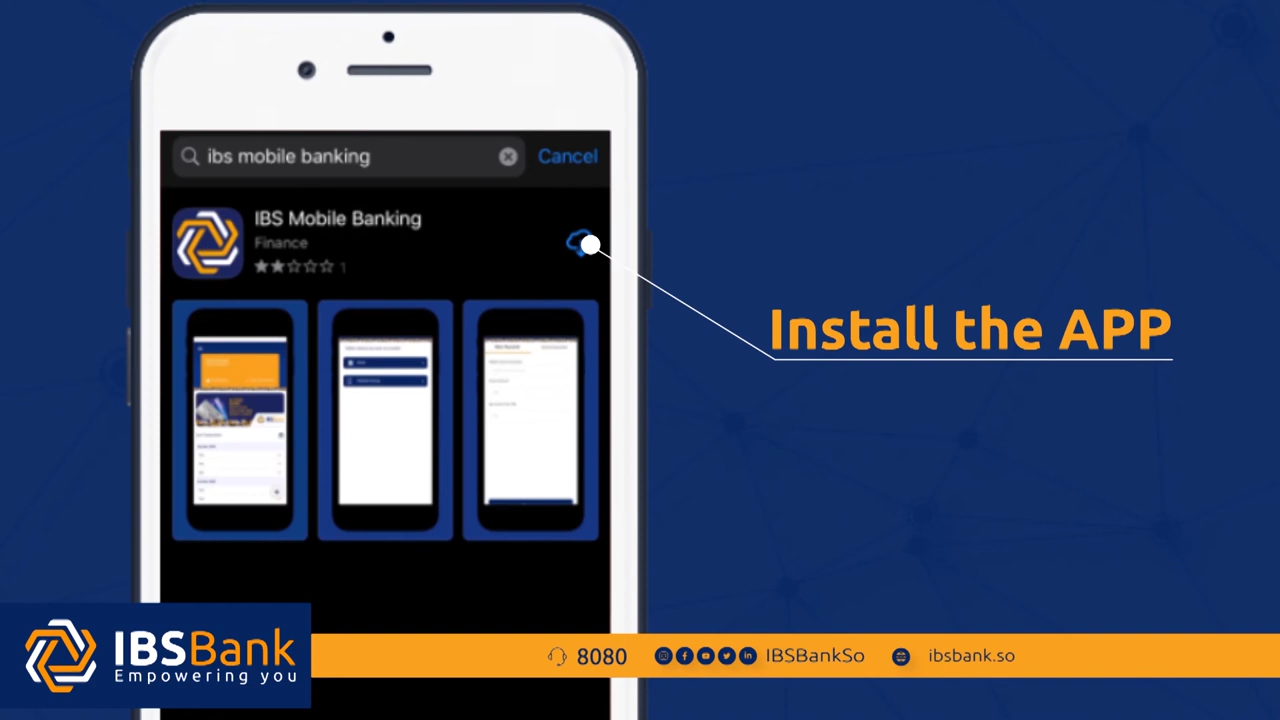 ibs mobile banking
Cancel
IBS Mobile Banking
Finance
1
Install the APP
IBSBank
Empowering you
8080
IBSBankSo
ibsbank.so